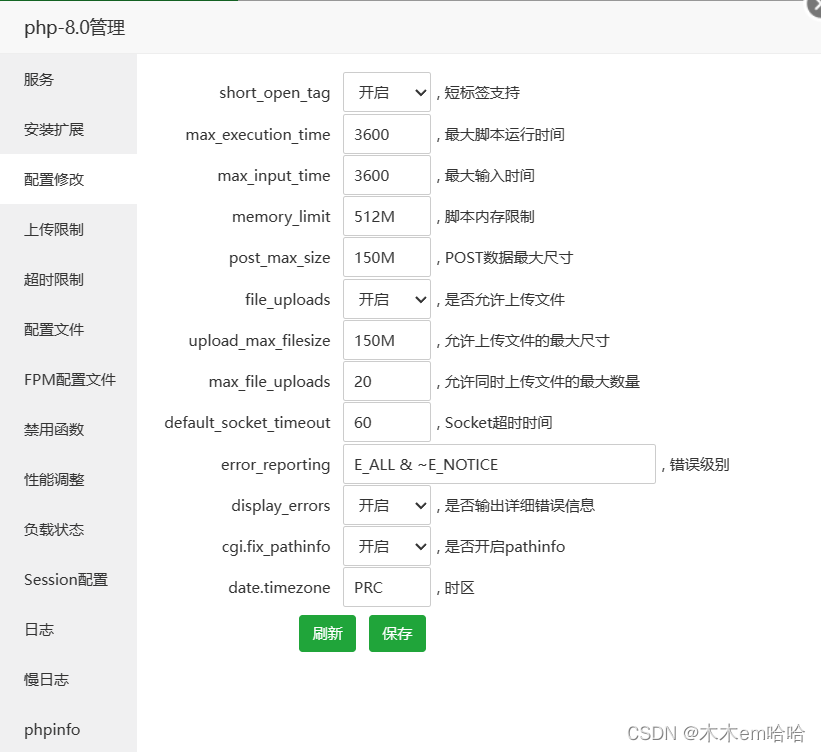 php-8.0管理
服务
安装扩展
配置修改
上传限制
超时限制
配置文件
FPM配置文件
禁用函数
性能调整
负载状态
Session配置
日志
慢日志
phpinfo
short_open_tag 开启 , 短标签支持
max_execution_time 3600 , 最大脚本运行时间
max_input_time 3600 , 最大输入时间
memory_limit 512M , 脚本内存限制
post_max_size 150M , POST数据最大尺寸
file_uploads 开启 , 是否允许上传文件
upload_max_filesize 150M , 允许上传文件的最大尺寸
max_file_uploads 20 , 允许同时上传文件的最大数量
default_socket_timeout 60 , Socket超时时间
error_reporting E_ALL & ~E_NOTICE , 错误级别
display_errors 开启 , 是否输出详细错误信息
cgi.fix_pathinfo 开启 , 是否开启pathinfo
date.timezone PRC , 时区
刷新 保存
CSDN @木木em哈哈